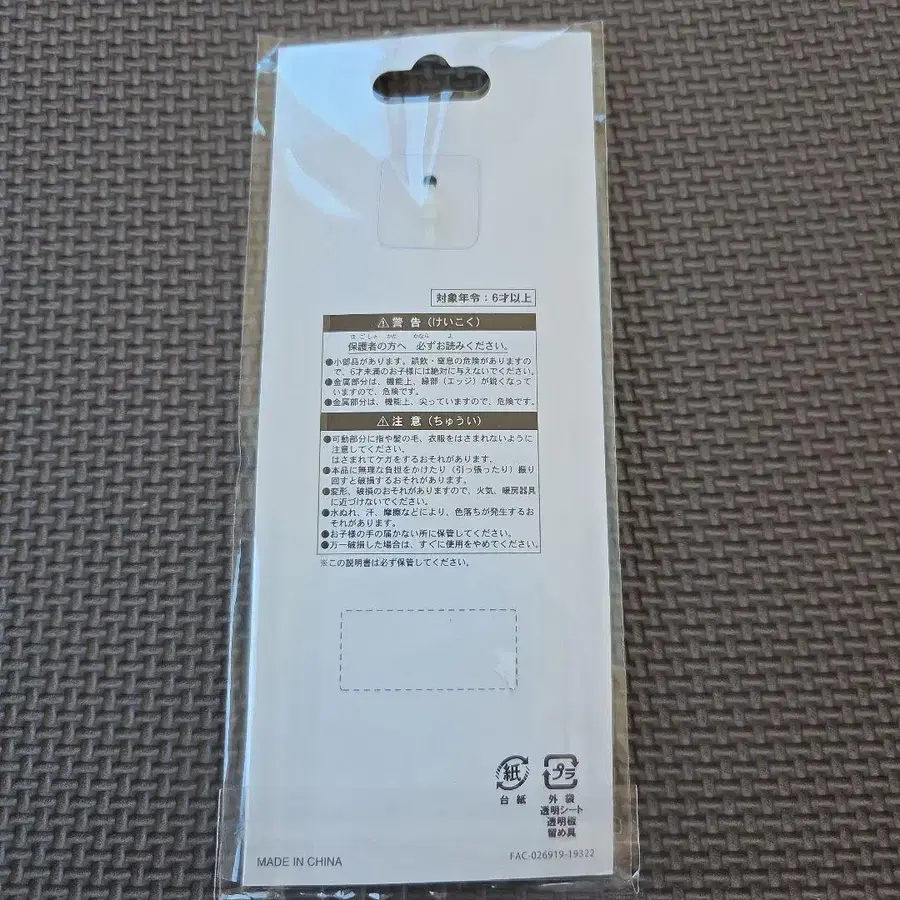 対象年令：6才以上
⚠警 告（けいこく）
ほごしゃ かた かなら よ
保護者の方へ 必ずお読みください。
●小部品があります。誤飲・窒息の危険がありますの
で、6才未満のお子様には絶対に与えないでください。
●金属部分は、機能上、縁部（エッジ）が鋭くなって
いますので、危険です。
●金属部分は、機能上、尖っていますので、危険です。
⚠注 意（ちゅうい）
●可動部分に指や髪の毛、衣服をはさまれないように
注意してください。
はさまれてケガをするおそれがあります。
●本品に無理な負担をかけたり（引っ張ったり）振り
回すと破損するおそれがあります。
●変形、破損のおそれがありますので、火気、暖房器具
に近づけないでください。
●水ぬれ、汗、摩擦などにより、色落ちが発生するお
それがあります。
●お子様の手の届かない所に保管してください。
●万一破損した場合は、すぐに使用をやめてください。
※この説明書は必ず保管してください。
紙
プラ
台 紙
外 袋
透明シート
透明板
留め具
MADE IN CHINA
FAC-026919-19322